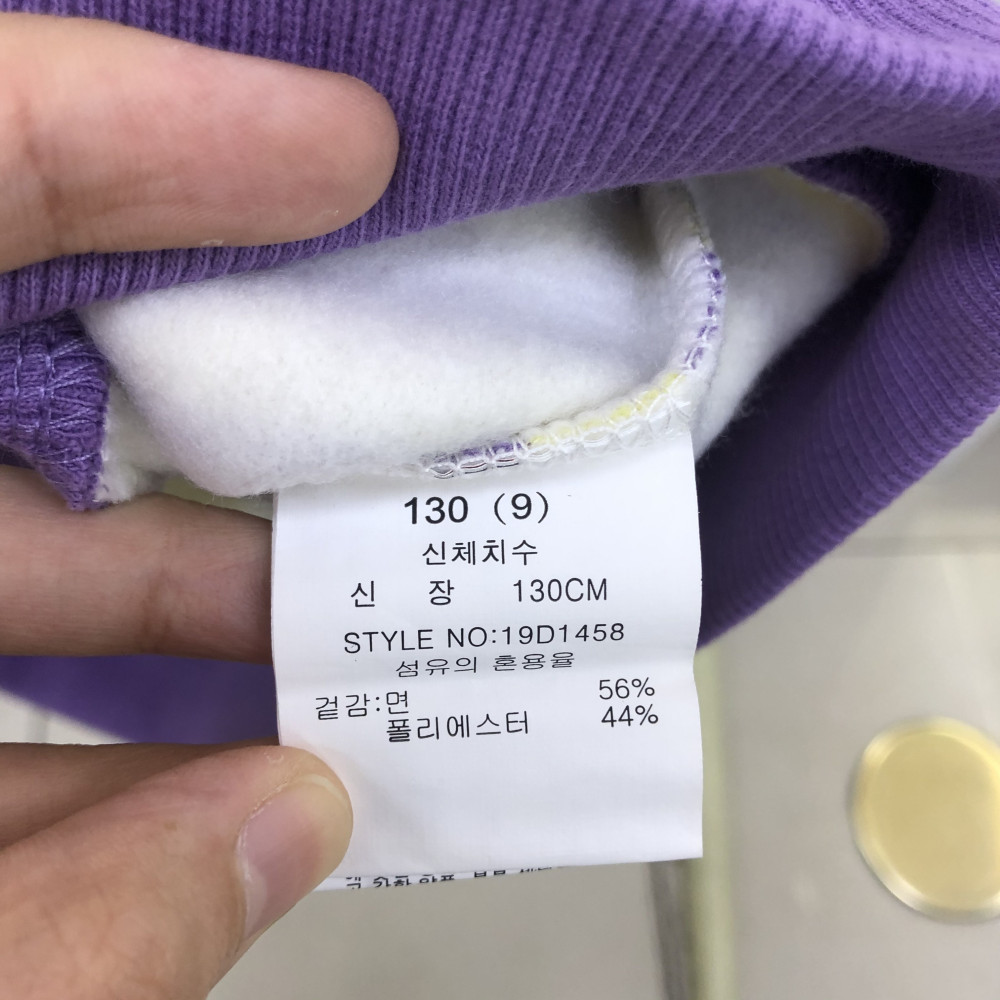 130 (9)
신체치수
신 장 130CM
STYLE NO:19D1458
섬유의 혼용율
겉감:면 56%
폴리에스터 44%